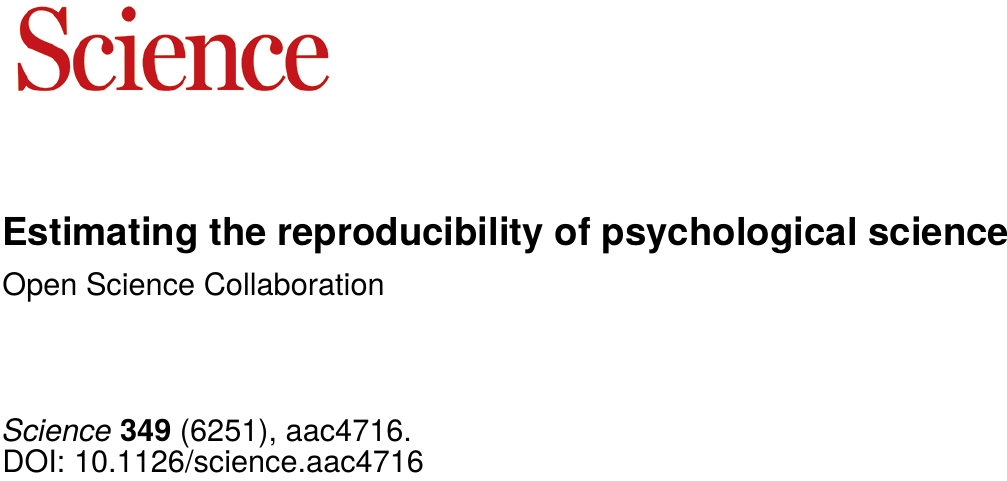 Science
Estimating the reproducibility of psychological science
Open Science Collaboration
Science 349 (6251), aac4716.
DOI: 10.1126/science.aac4716